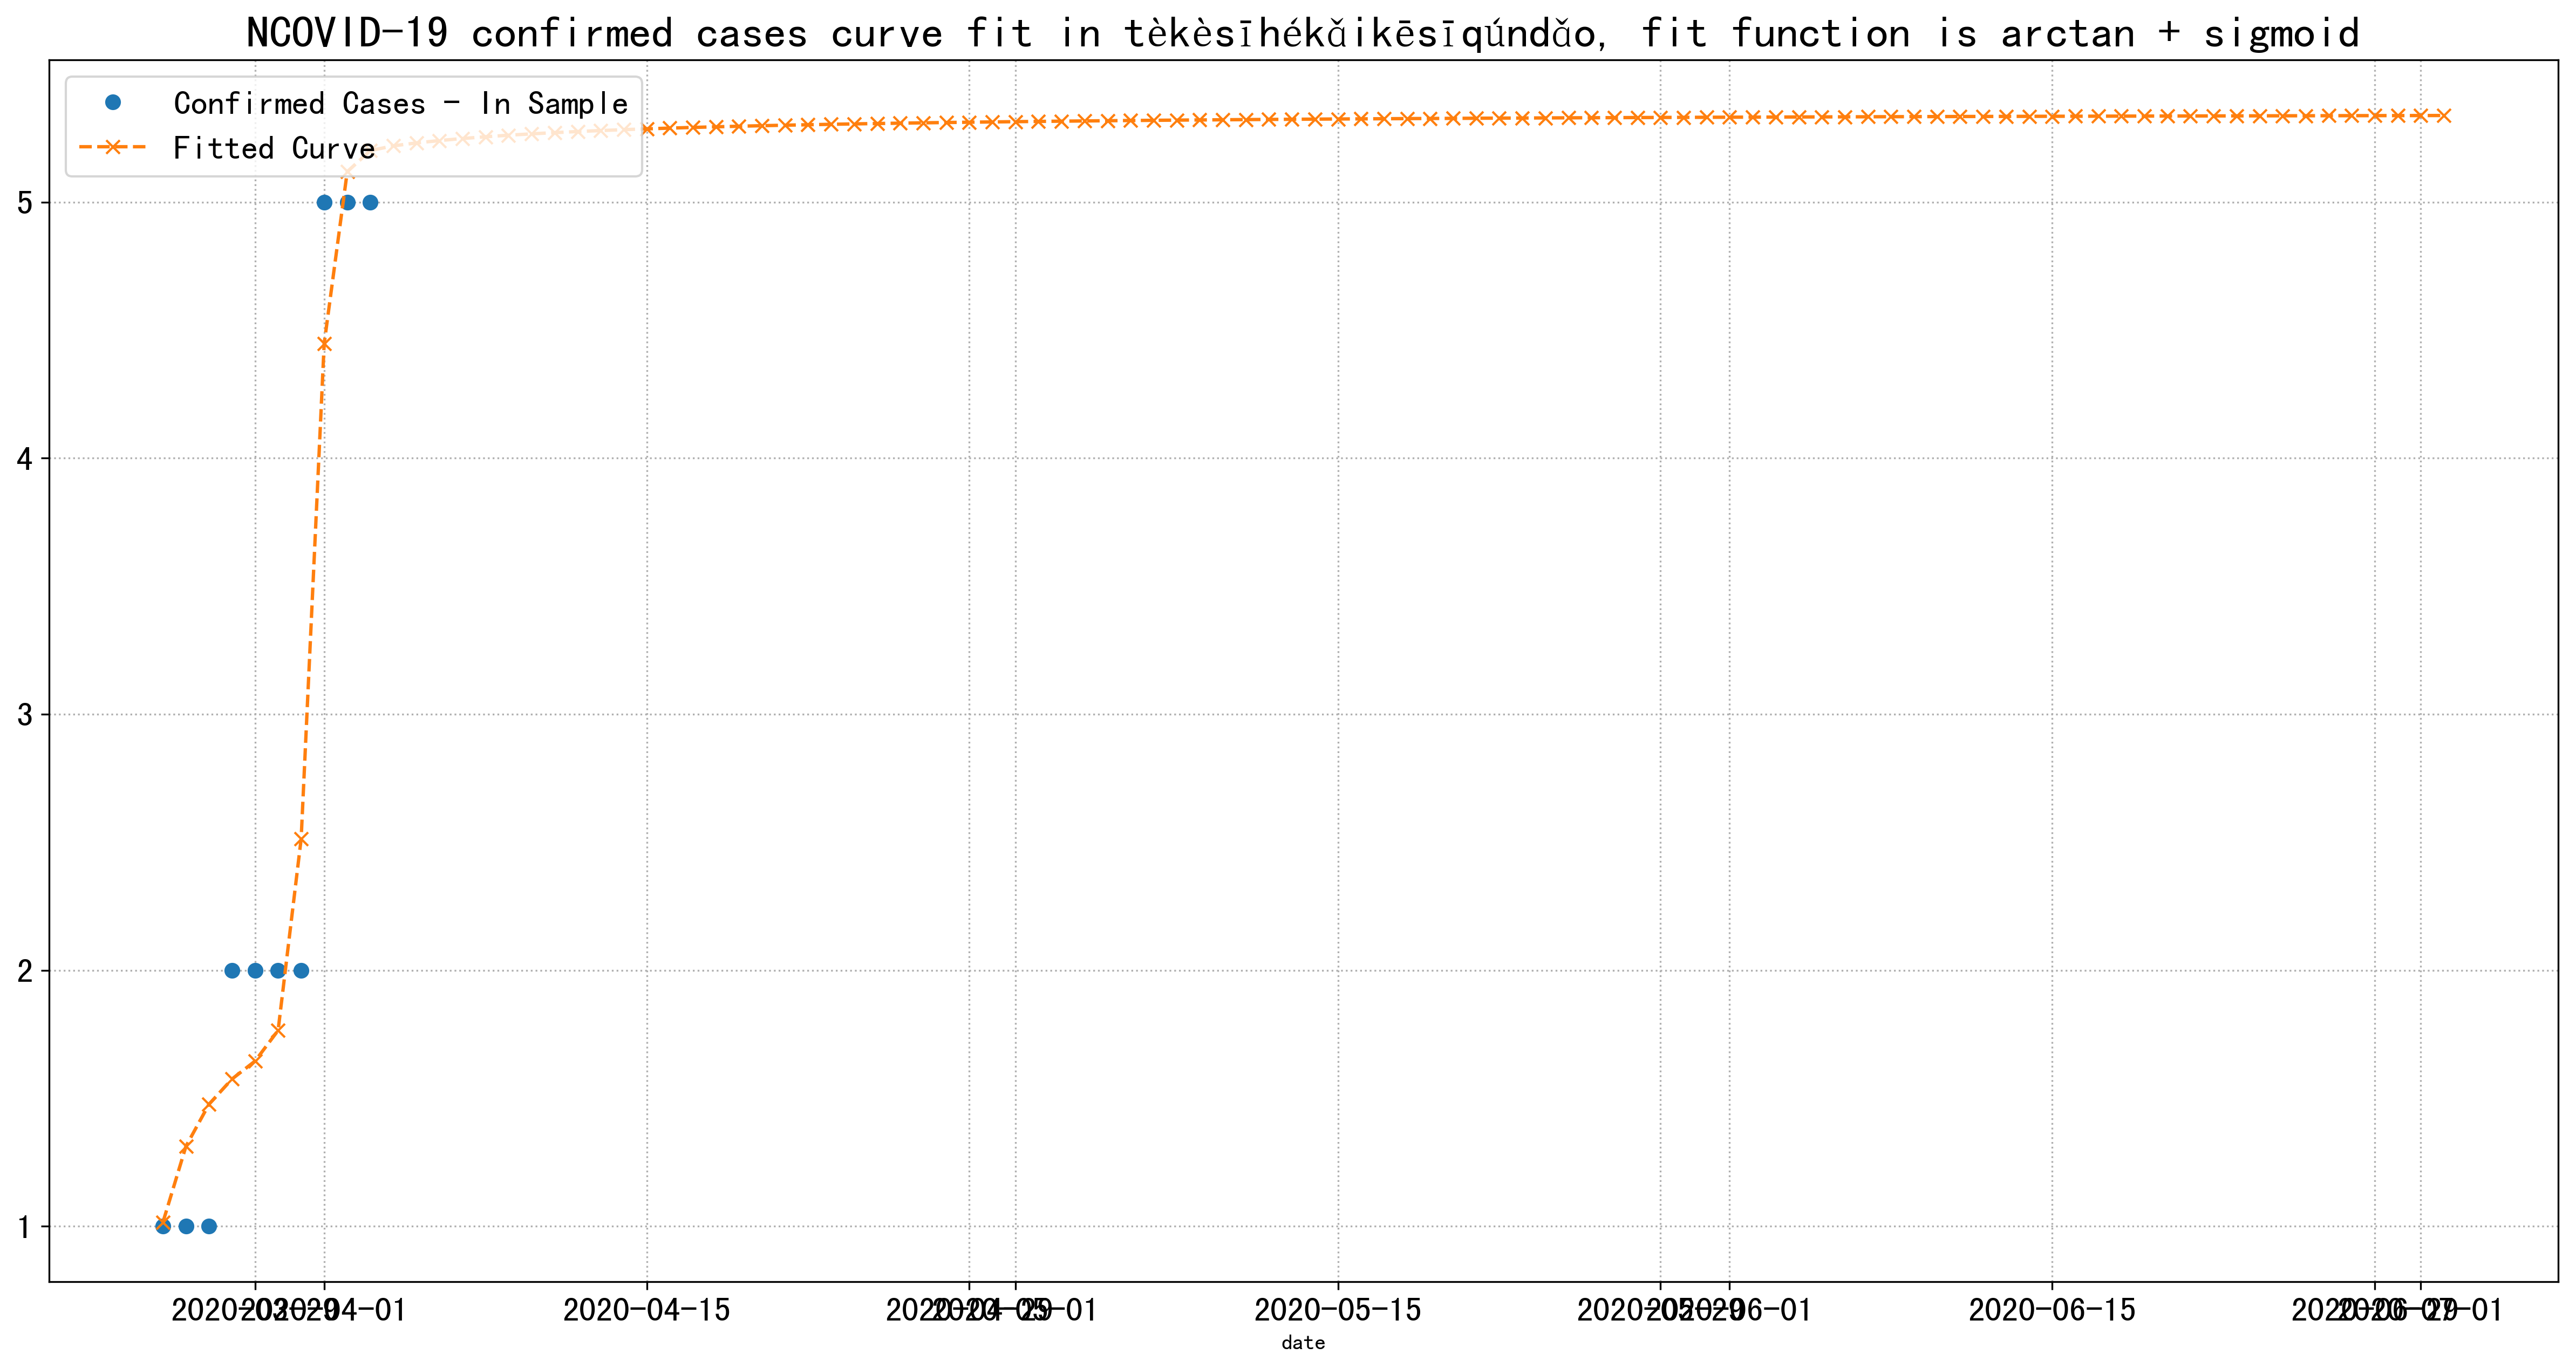 NCOVID-19 confirmed cases curve fit in tèkèsīhékǎikēsīqúndǎo, fit function is arctan + sigmoid
Confirmed Cases - In Sample
Fitted Curve
5
4
3
2
1
2020-03-29 2020-04-01 2020-04-15 2020-04-29 2020-05-01 2020-05-15 2020-05-29 2020-06-01 2020-06-15 2020-06-29 2020-07-01
date